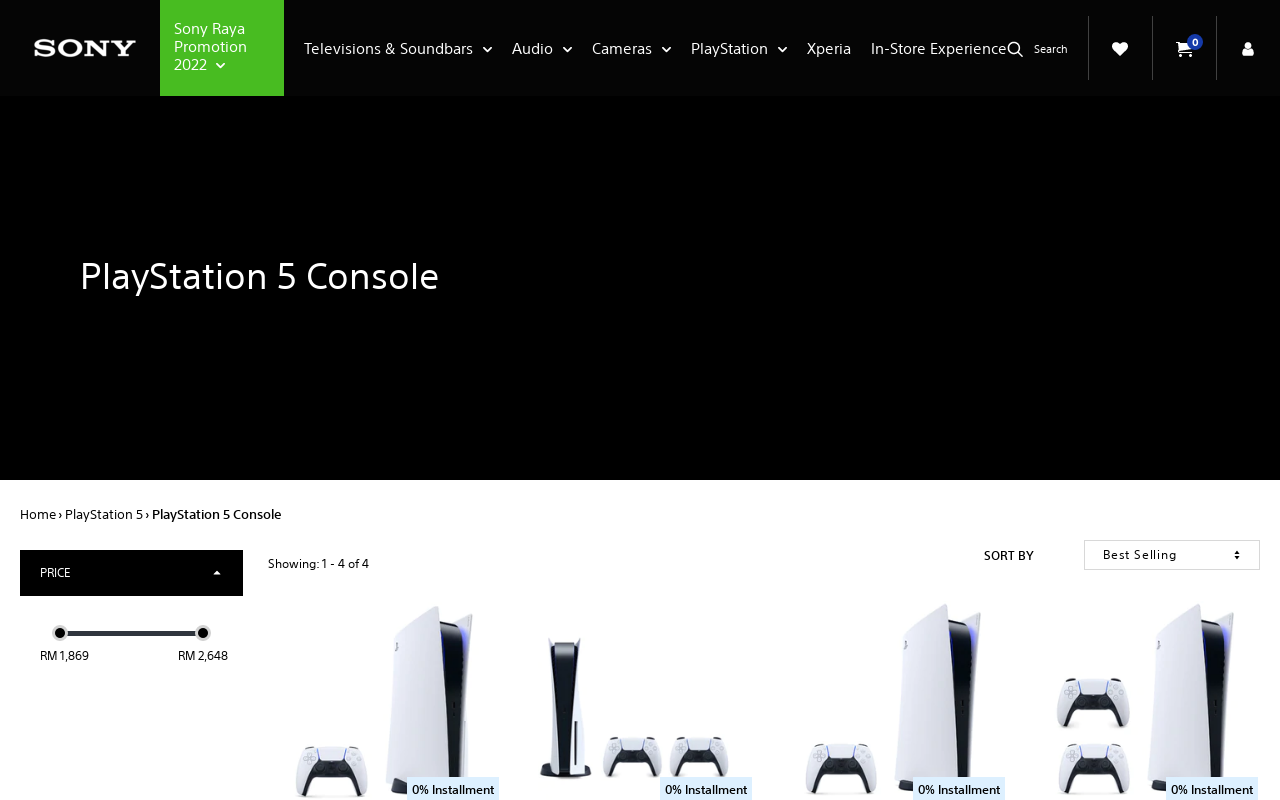 SONY
Sony Raya
Promotion
2022
Televisions & Soundbars
Audio
Cameras
PlayStation
Xperia
In-Store Experience
Search
0
PlayStation 5 Console
Home › PlayStation 5 › PlayStation 5 Console
PRICE
Showing: 1 - 4 of 4
SORT BY
Best Selling
RM 1,869
RM 2,648
0% Installment
0% Installment
0% Installment
0% Installment